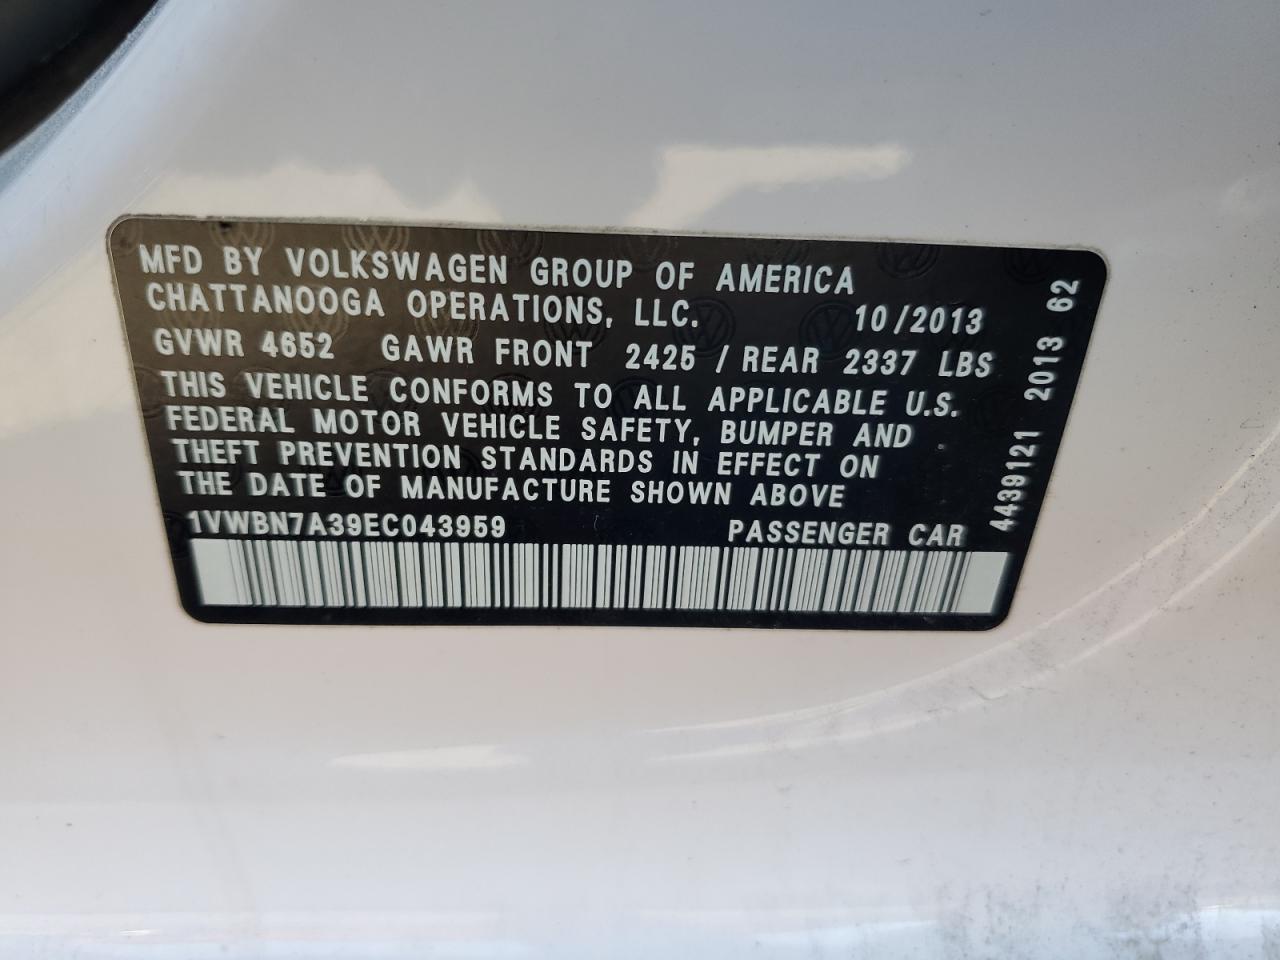 MFD BY VOLKSWAGEN GROUP OF AMERICA
CHATTANOOGA OPERATIONS, LLC. 10/2013
GVWR 4652 GAWR FRONT 2425 / REAR 2337 LBS
THIS VEHICLE CONFORMS TO ALL APPLICABLE U.S.
FEDERAL MOTOR VEHICLE SAFETY, BUMPER AND
THEFT PREVENTION STANDARDS IN EFFECT ON
THE DATE OF MANUFACTURE SHOWN ABOVE
1VWBN7A39EC043959 PASSENGER CAR
4439121 2013 62